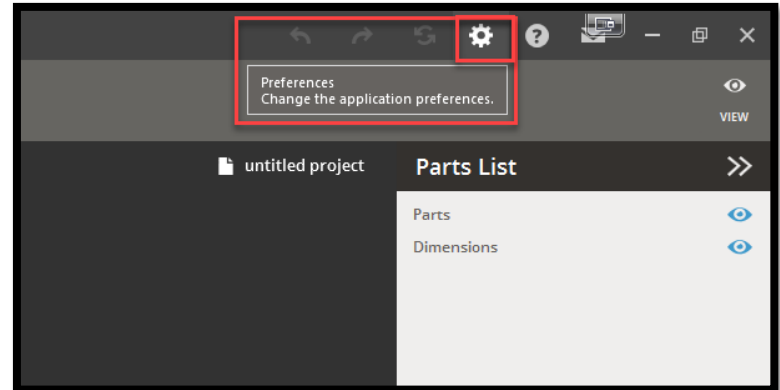 Preferences
Change the application preferences.
VIEW
untitled project
Parts List
Parts
Dimensions